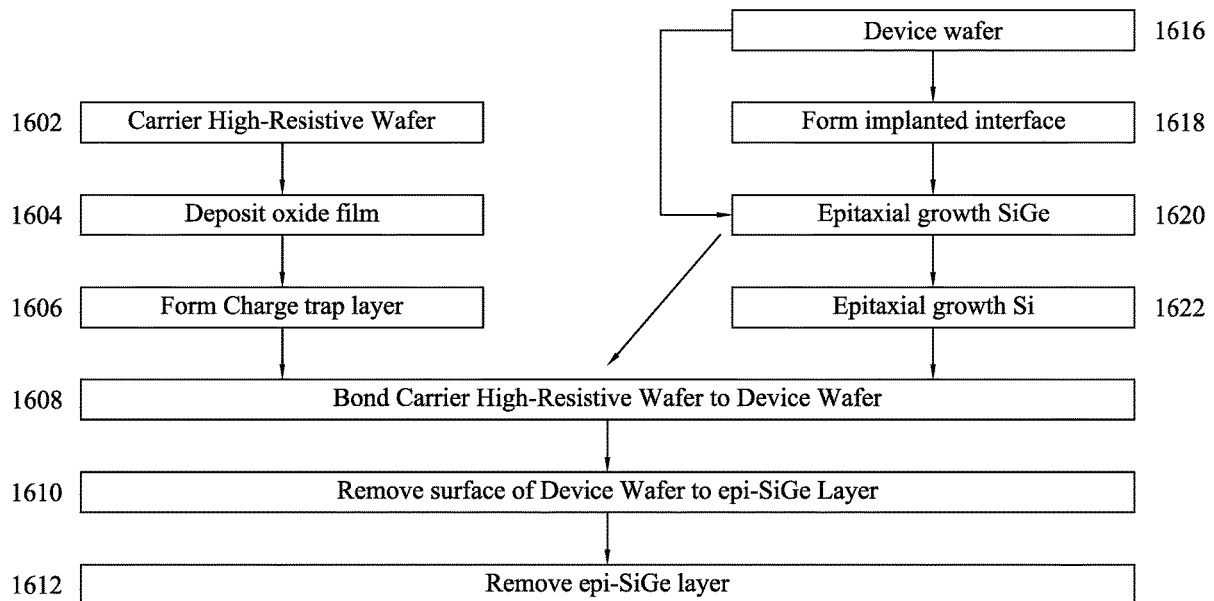 Device wafer 1616
1602 Carrier High-Resistive Wafer Form implanted interface 1618
1604 Deposit oxide film Epitaxial growth SiGe 1620
1606 Form Charge trap layer Epitaxial growth Si 1622
1608 Bond Carrier High-Resistive Wafer to Device Wafer
1610 Remove surface of Device Wafer to epi-SiGe Layer
1612 Remove epi-SiGe layer